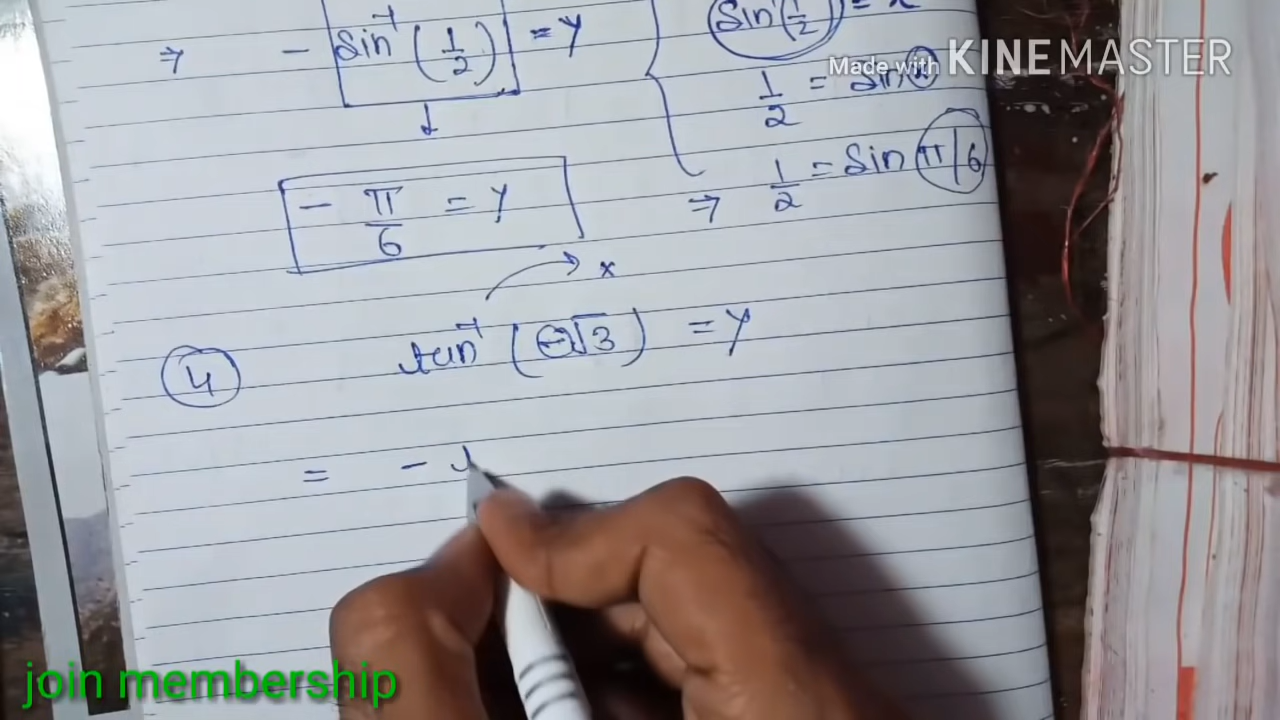 ⇒ - sin⁻¹ (1/2) = y
sin⁻¹(1/2) = x
Made with KINEMASTER
1/2 = sin x
1/2 = sin π/6
⇒
- π/6 = y
x
4 tan⁻¹ (-√3) = y
= -
join membership